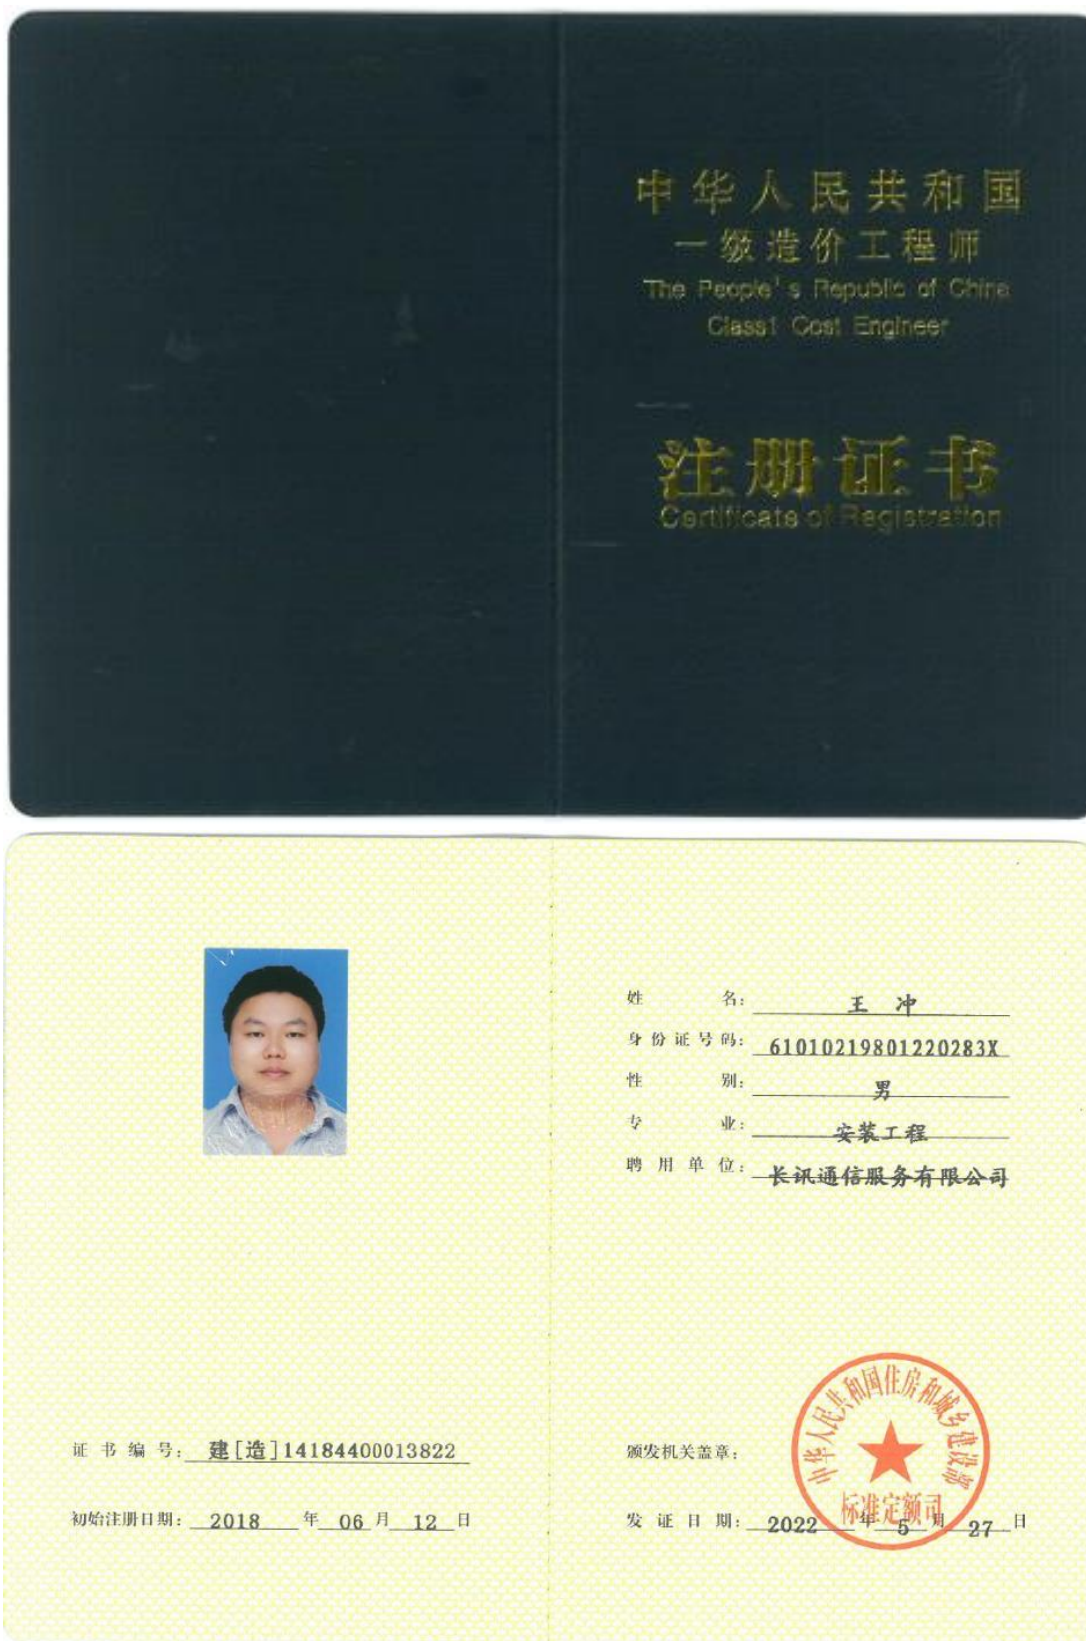 中华人民共和国
一级造价工程师
The People's Republic of China
Class1 Cost Engineer
注册证书
Certificate of Registration
姓名: 王冲
身份证号码: 61010219801220283X
性别: 男
专业: 安装工程
聘用单位: 长讯通信服务有限公司
证书编号: 建[造]14184400013822
初始注册日期: 2018 年 06 月 12 日
颁发机关盖章:
中华人民共和国住房和城乡建设部
标准定额司
发证日期: 2022 年 5 月 27 日